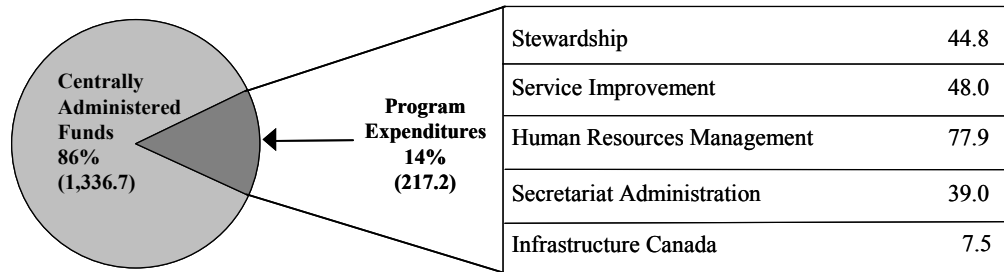 Centrally
Administered
Funds
86%
(1,336.7)
Program
Expenditures
14%
(217.2)
Stewardship 44.8
Service Improvement 48.0
Human Resources Management 77.9
Secretariat Administration 39.0
Infrastructure Canada 7.5